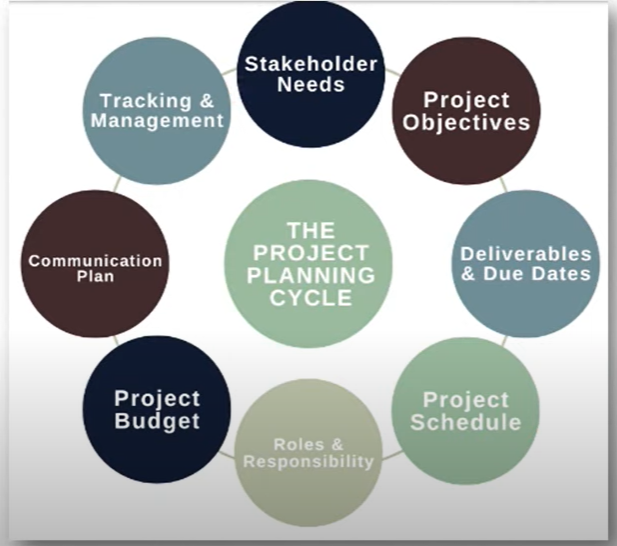 Stakeholder
Needs
Project
Objectives
Deliverables
& Due Dates
Project
Schedule
Roles &
Responsibility
Project
Budget
Communication
Plan
Tracking &
Management
THE
PROJECT
PLANNING
CYCLE